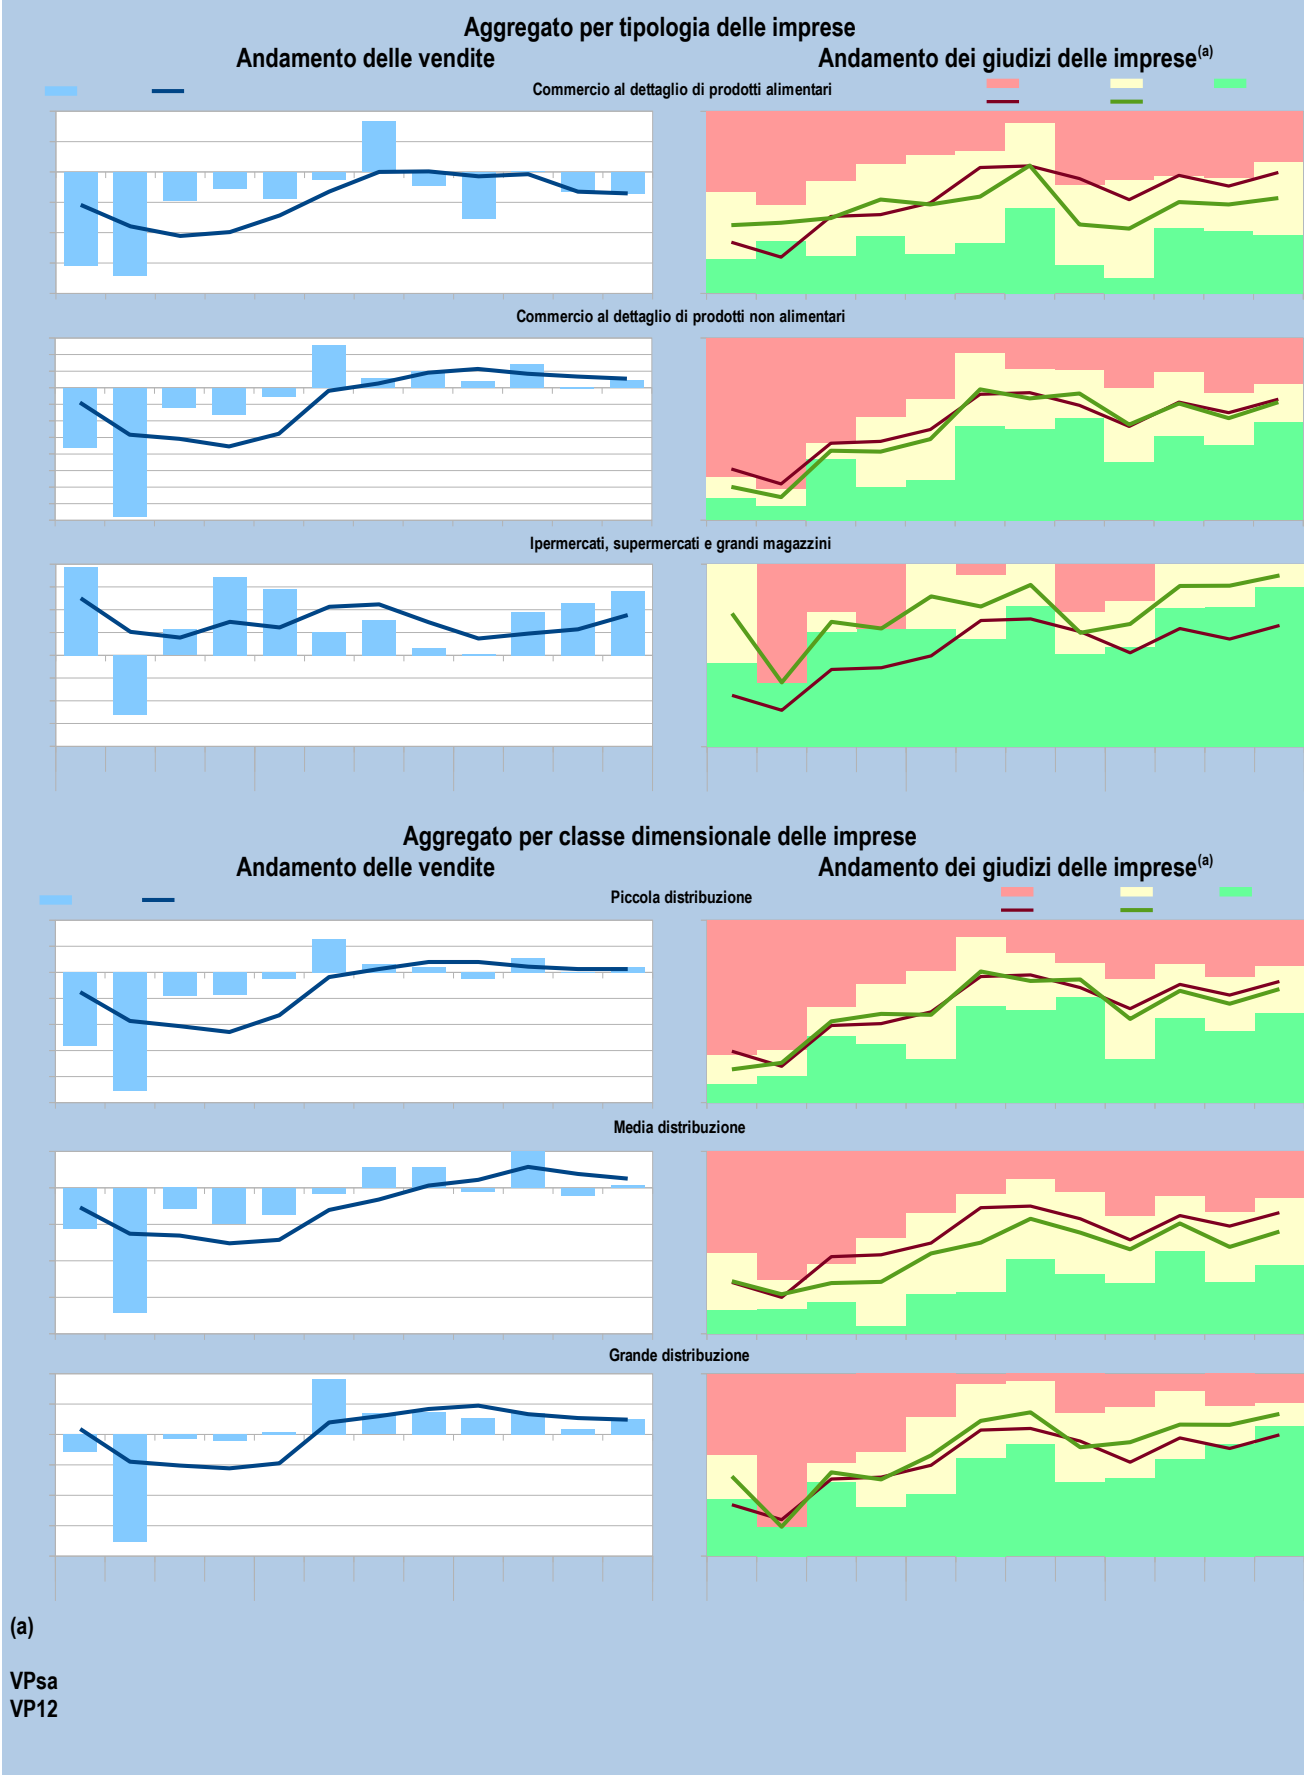 Aggregato per tipologia delle imprese
Andamento delle vendite
Andamento dei giudizi delle imprese(a)
Commercio al dettaglio di prodotti alimentari
Commercio al dettaglio di prodotti non alimentari
Ipermercati, supermercati e grandi magazzini
Aggregato per classe dimensionale delle imprese
Andamento delle vendite
Andamento dei giudizi delle imprese(a)
Piccola distribuzione
Media distribuzione
Grande distribuzione
(a)
VPsa
VP12